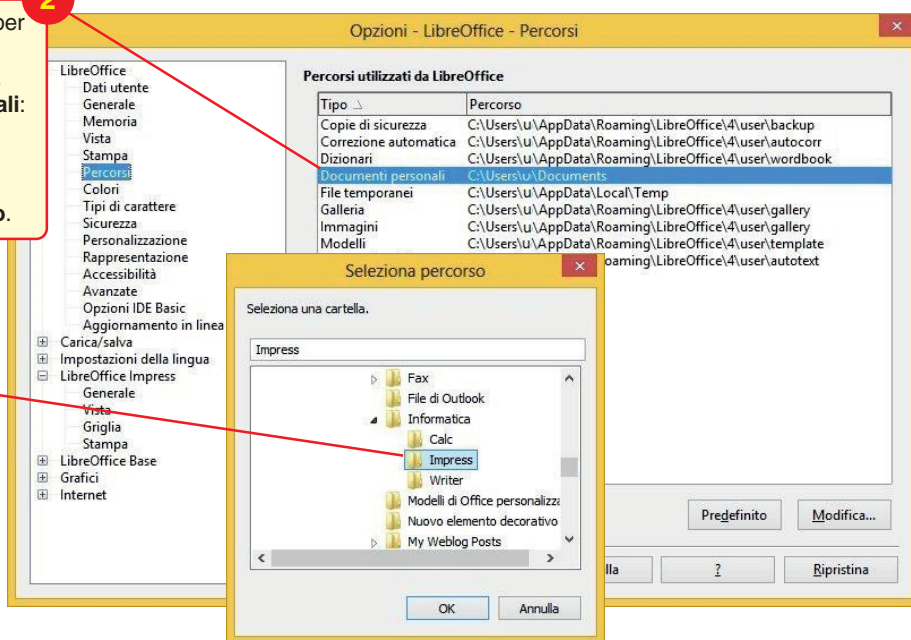 2
per
ali:
o.
Opzioni - LibreOffice - Percorsi
LibreOffice
Dati utente
Generale
Memoria
Vista
Stampa
Percorsi
Colori
Tipi di carattere
Sicurezza
Personalizzazione
Rappresentazione
Accessibilità
Avanzate
Opzioni IDE Basic
Aggiornamento in linea
Carica/salva
Impostazioni della lingua
LibreOffice Impress
Generale
Vista
Griglia
Stampa
LibreOffice Base
Grafici
Internet
Percorsi utilizzati da LibreOffice
Tipo Percorso
Copie di sicurezza C:\Users\u\AppData\Roaming\LibreOffice\4\user\backup
Correzione automatica C:\Users\u\AppData\Roaming\LibreOffice\4\user\autocorr
Dizionari C:\Users\u\AppData\Roaming\LibreOffice\4\user\wordbook
Documenti personali C:\Users\u\Documents
File temporanei C:\Users\u\AppData\Local\Temp
Galleria C:\Users\u\AppData\Roaming\LibreOffice\4\user\gallery
Immagini C:\Users\u\AppData\Roaming\LibreOffice\4\user\gallery
Modelli C:\Users\u\AppData\Roaming\LibreOffice\4\user\template
oaming\LibreOffice\4\user\autotext
Seleziona percorso
Seleziona una cartella.
Impress
Fax
File di Outlook
Informatica
Calc
Impress
Writer
Modelli di Office personalizza
Nuovo elemento decorativo
My Weblog Posts
OK Annulla
Predefinito Modifica...
lla ? Ripristina